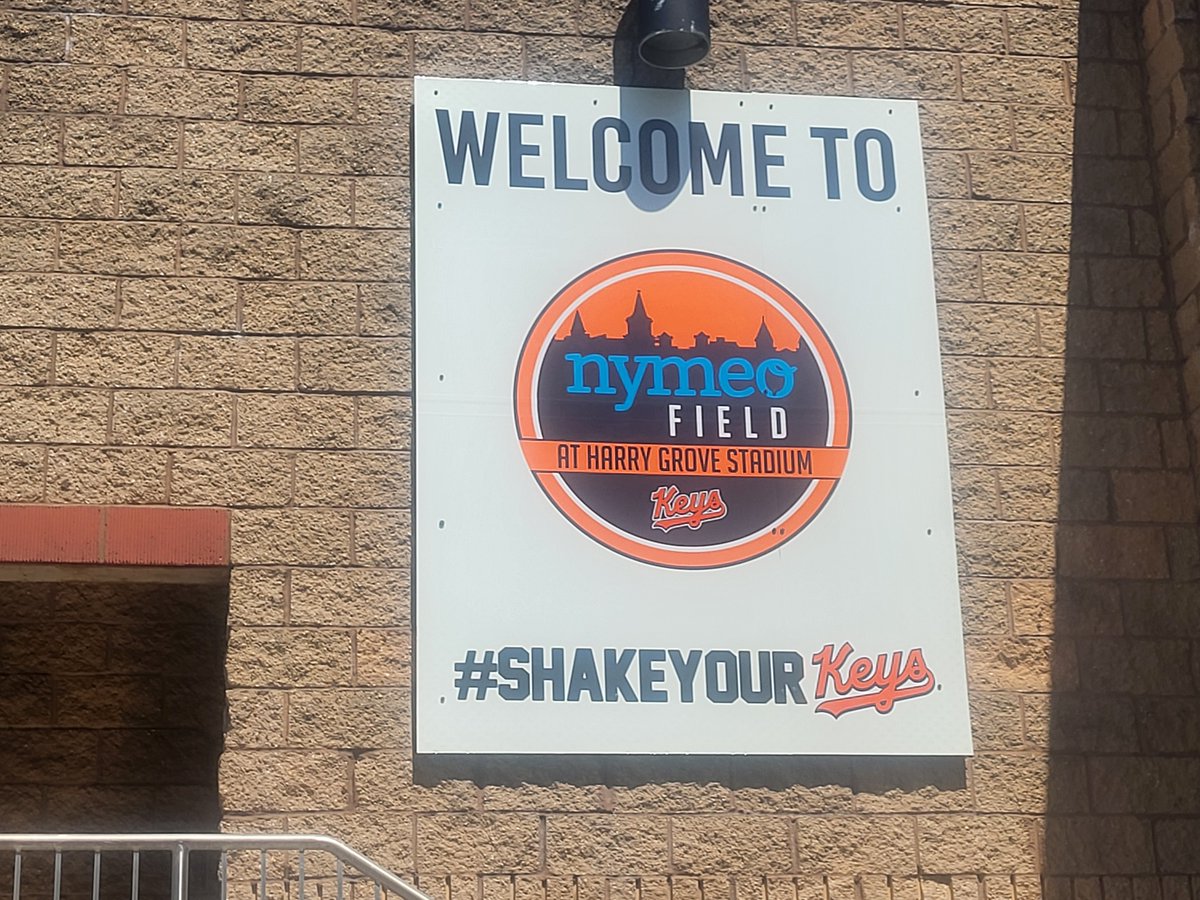 WELCOME TO
nymeo
FIELD
AT HARRY GROVE STADIUM
Keys
#SHAKEYOUR Keys